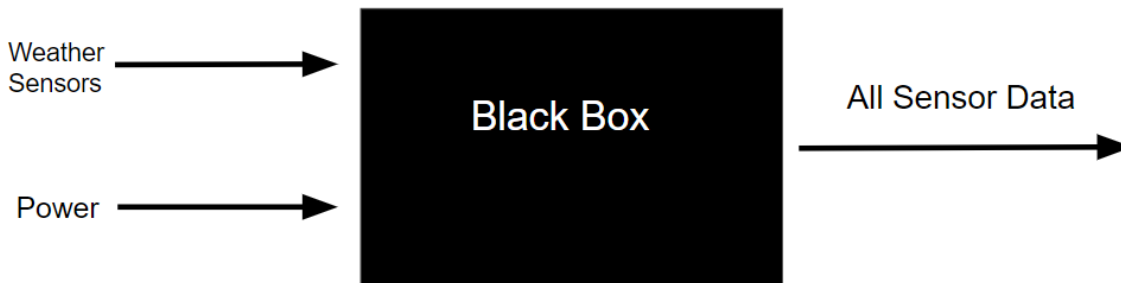 Weather
Sensors
Black Box
All Sensor Data
Power